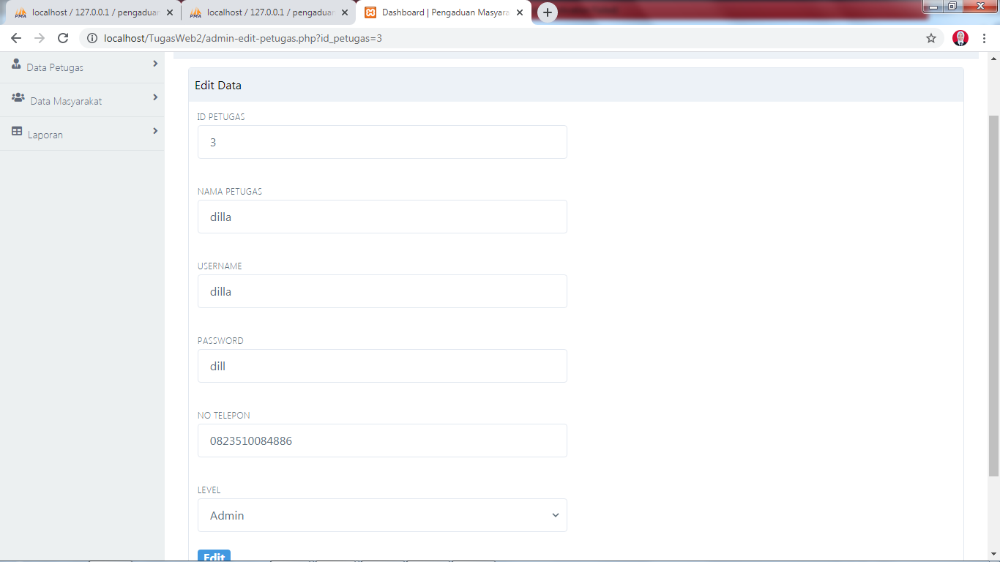 localhost / 127.0.0.1 / pengaduan
localhost / 127.0.0.1 / pengaduan
Dashboard | Pengaduan Masyara
localhost/TugasWeb2/admin-edit-petugas.php?id_petugas=3
Data Petugas
Data Masyarakat
Laporan
Edit Data
ID PETUGAS
3
NAMA PETUGAS
dilla
USERNAME
dilla
PASSWORD
dill
NO TELEPON
0823510084886
LEVEL
Admin
Edit